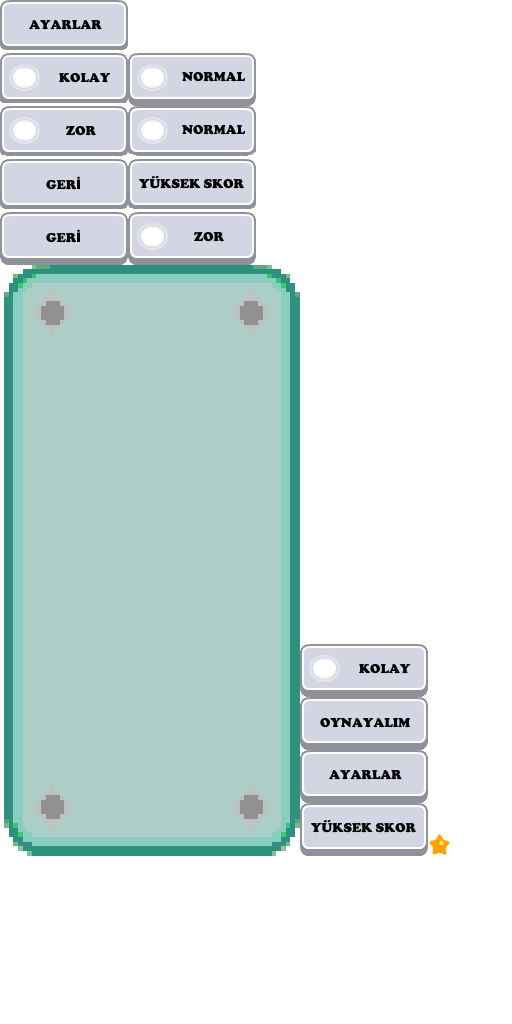 AYARLAR
KOLAY
NORMAL
ZOR
NORMAL
GERİ
YÜKSEK SKOR
GERİ
ZOR
KOLAY
OYNAYALIM
AYARLAR
YÜKSEK SKOR